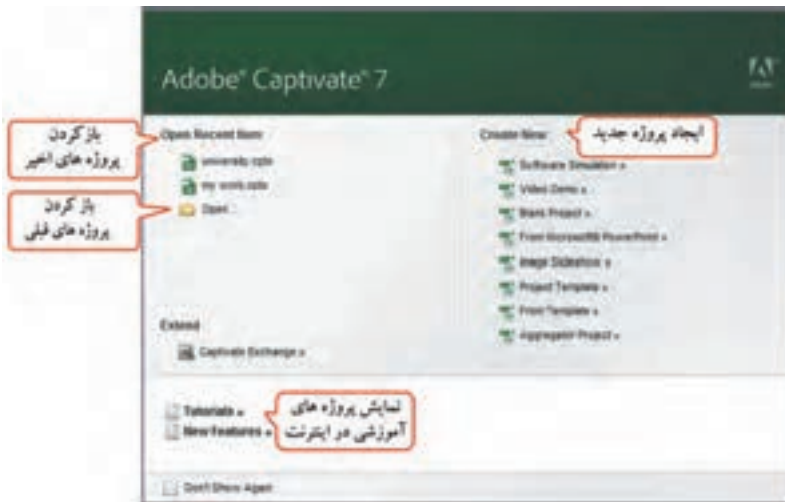 Adobe® Captivate® 7
Open Recent Item
university.cptx
my work.cptx
Open...
Extend
Captivate Exchange »
Create New
Software Simulation »
Video Demo »
Blank Project »
From Microsoft® PowerPoint »
Image Slideshow »
Project Template »
From Template »
Aggregator Project »
Tutorials »
New Features »
Don't Show Again
بازکردن
پروژه های اخیر
باز کردن
پروژه های قبلی
ایجاد پروژه جدید
نمایش پروژه های
آموزشی در اینترنت